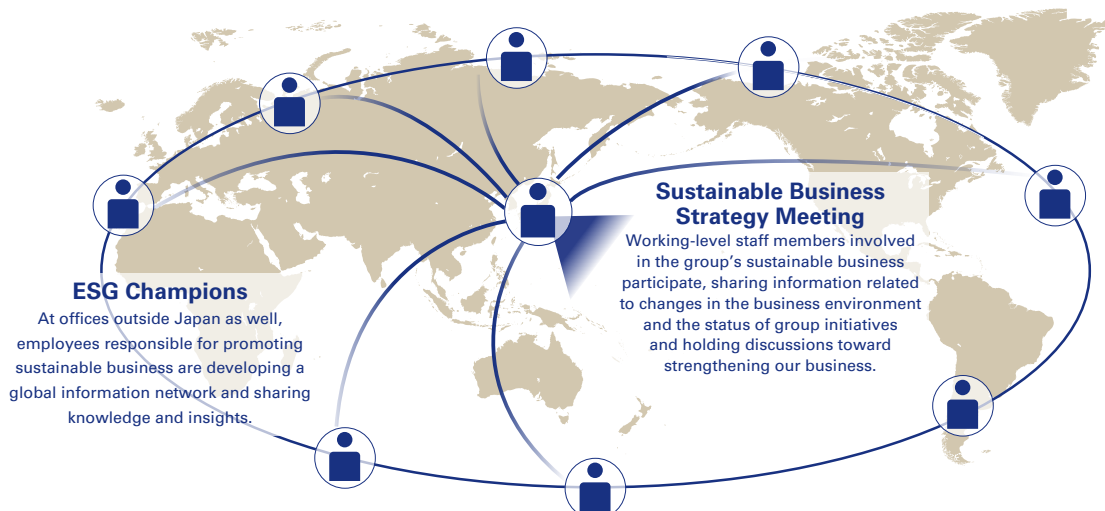 Sustainable Business
Strategy Meeting
Working-level staff members involved
in the group’s sustainable business
participate, sharing information related
to changes in the business environment
and the status of group initiatives
and holding discussions toward
strengthening our business.
ESG Champions
At offices outside Japan as well,
employees responsible for promoting
sustainable business are developing a
global information network and sharing
knowledge and insights.